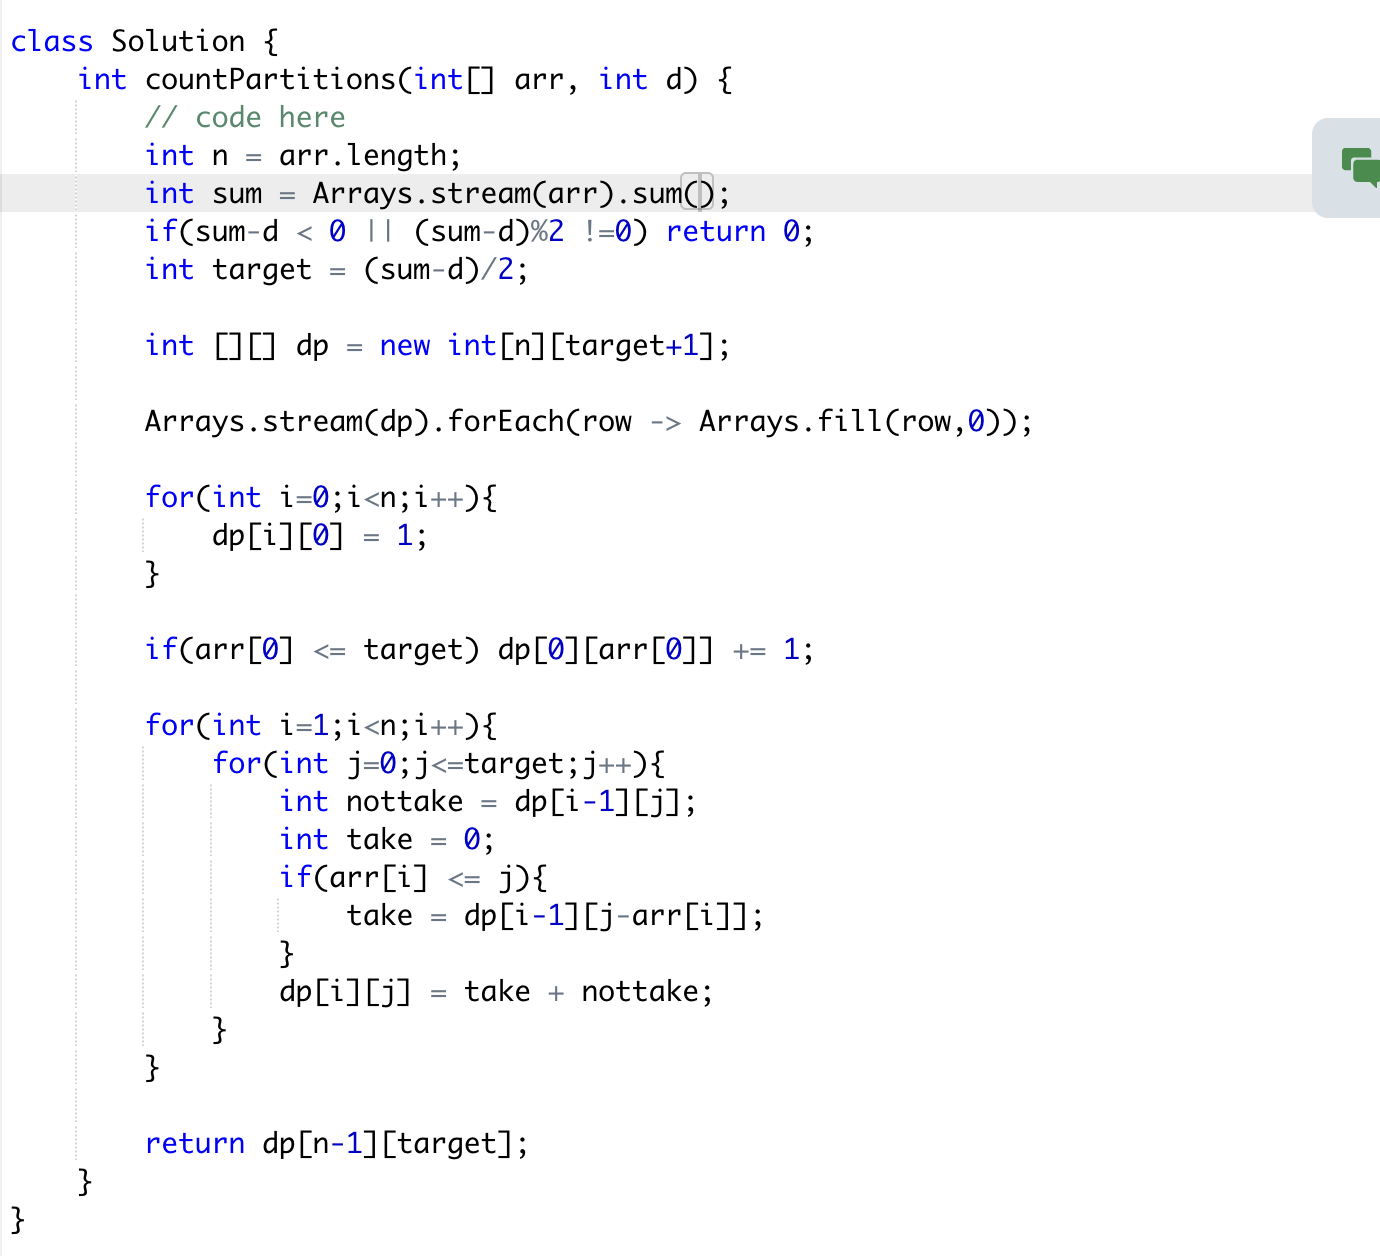 class Solution {
    int countPartitions(int[] arr, int d) {
        // code here
        int n = arr.length;
        int sum = Arrays.stream(arr).sum();
        if(sum-d < 0 || (sum-d)%2 !=0) return 0;
        int target = (sum-d)/2;
        int [][] dp = new int[n][target+1];
        Arrays.stream(dp).forEach(row -> Arrays.fill(row,0));
        for(int i=0;i<n;i++){
            dp[i][0] = 1;
        }
        if(arr[0] <= target) dp[0][arr[0]] += 1;
        for(int i=1;i<n;i++){
            for(int j=0;j<=target;j++){
                int nottake = dp[i-1][j];
                int take = 0;
                if(arr[i] <= j){
                    take = dp[i-1][j-arr[i]];
                }
                dp[i][j] = take + nottake;
            }
        }
        return dp[n-1][target];
    }
}